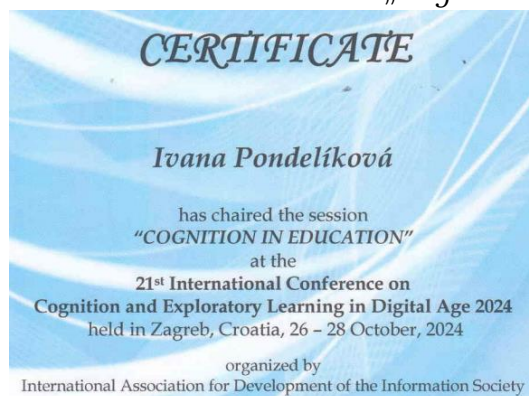 CERTIFICATE
Ivana Pondelíková
has chaired the session
"COGNITION IN EDUCATION"
at the
21st International Conference on
Cognition and Exploratory Learning in Digital Age 2024
held in Zagreb, Croatia, 26 – 28 October, 2024
organized by
International Association for Development of the Information Society